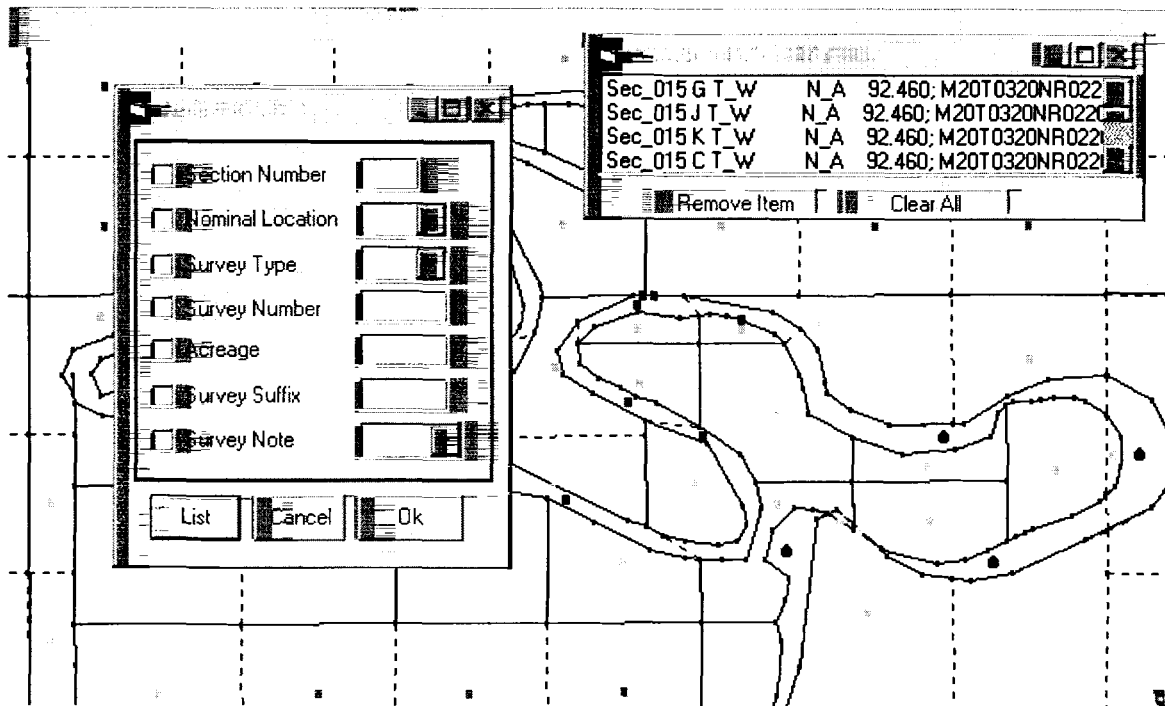 Section Number
Nominal Location
Survey Type
Survey Number
Acreage
Survey Suffix
Survey Note
List Cancel Ok
Sec_015 G T_W N_A 92.460; M20T0320NR022
Sec_015 J T_W N_A 92.460; M20T0320NR022
Sec_015 K T_W N_A 92.460; M20T0320NR022
Sec_015 C T_W N_A 92.460; M20T0320NR022
Remove Item Clear All